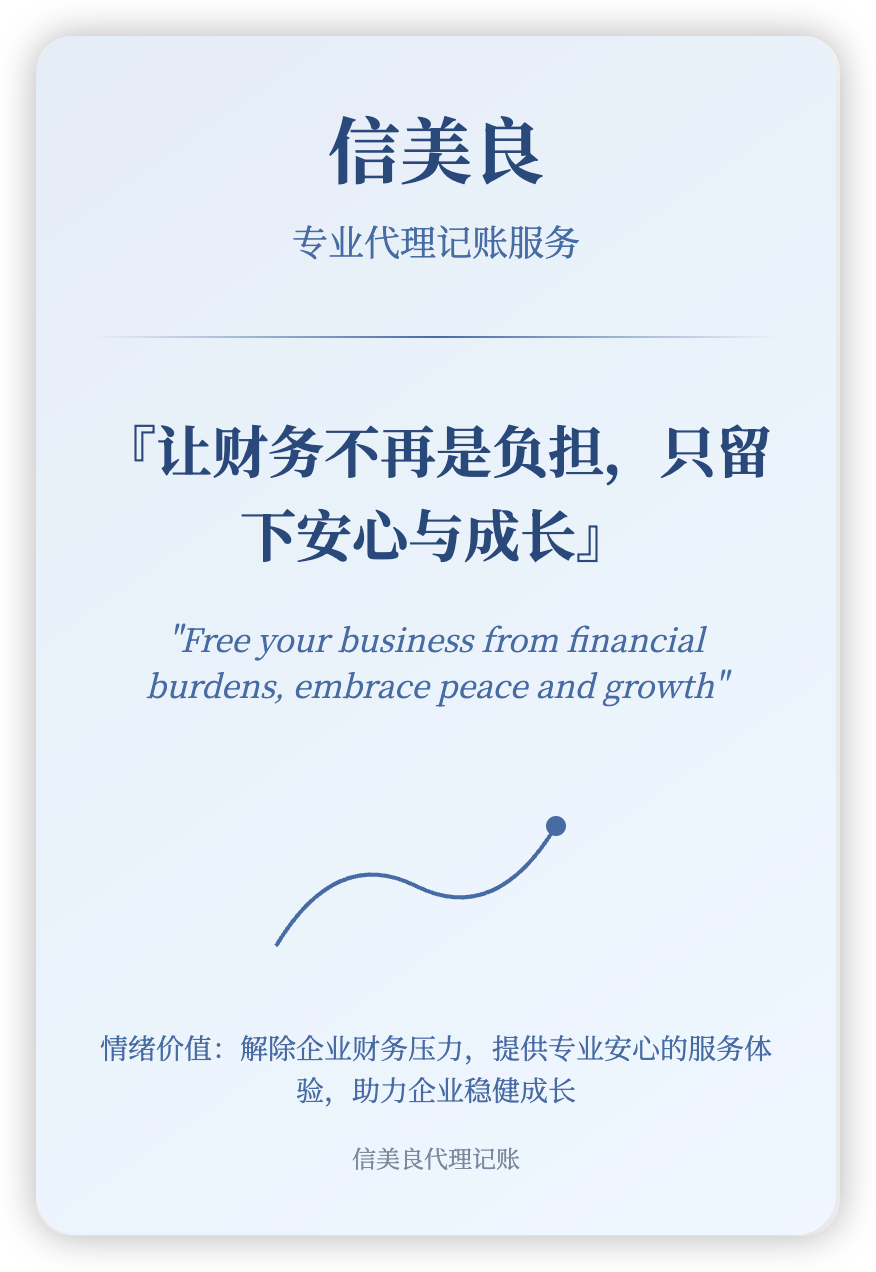 信美良
专业代理记账服务
『让财务不再是负担，只留
下安心与成长』
"Free your business from financial
burdens, embrace peace and growth"
情绪价值：解除企业财务压力，提供专业安心的服务体
验，助力企业稳健成长
信美良代理记账